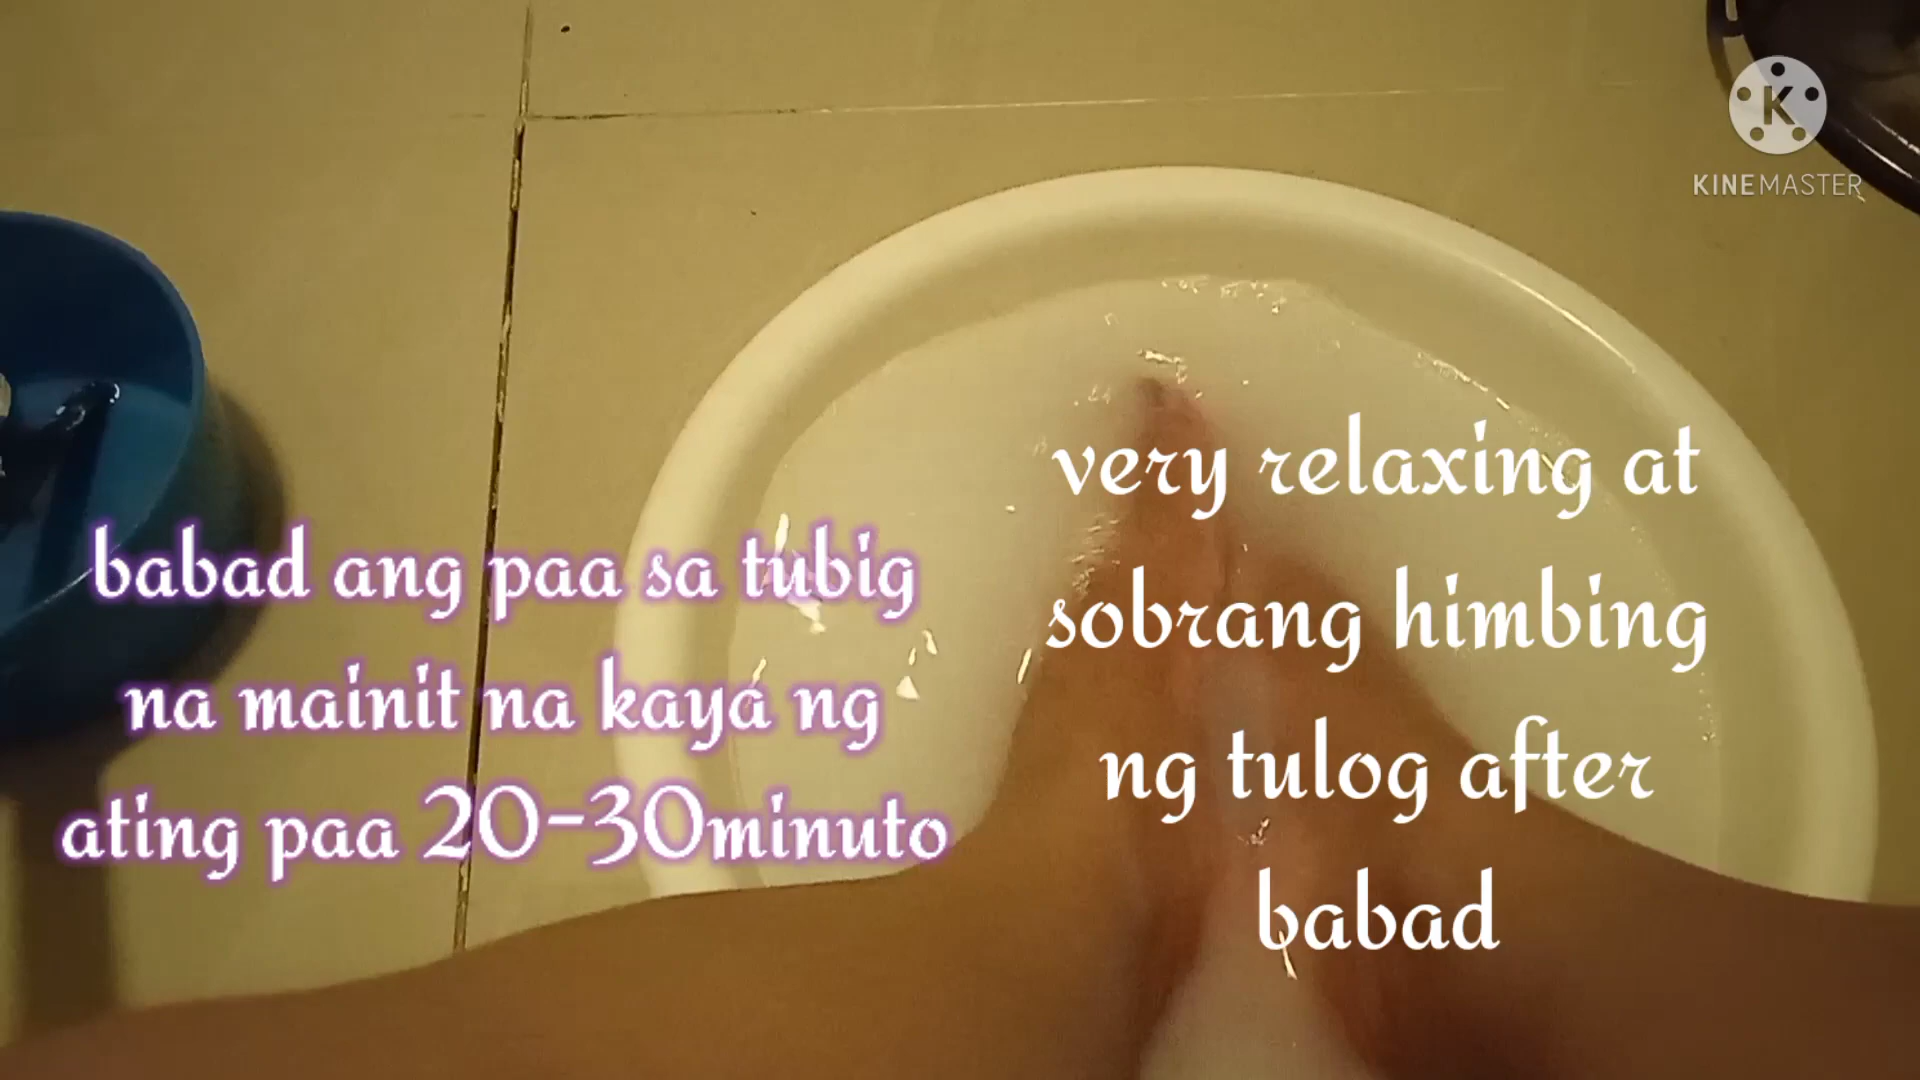 KINEMASTER
babad ang paa sa tubig
na mainit na kaya ng
ating paa 20-30minuto
very relaxing at
sobrang himbing
ng tulog after
babad